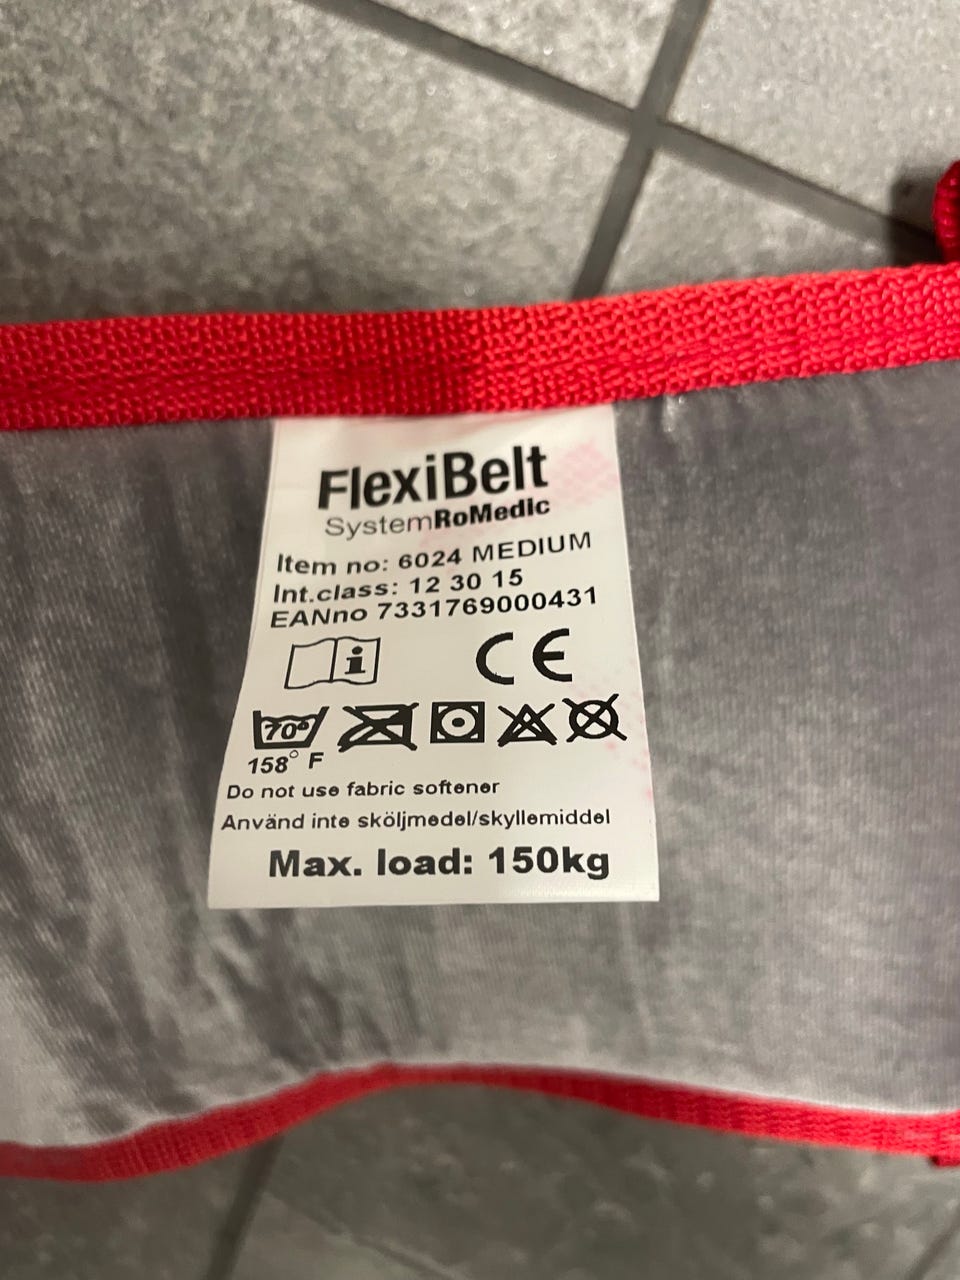 FlexiBelt
SystemRoMedic
Item no: 6024 MEDIUM
Int.class: 12 30 15
EANno 7331769000431
i
CE
70°
158° F
Do not use fabric softener
Använd inte sköljmedel/skyllemiddel
Max. load: 150kg